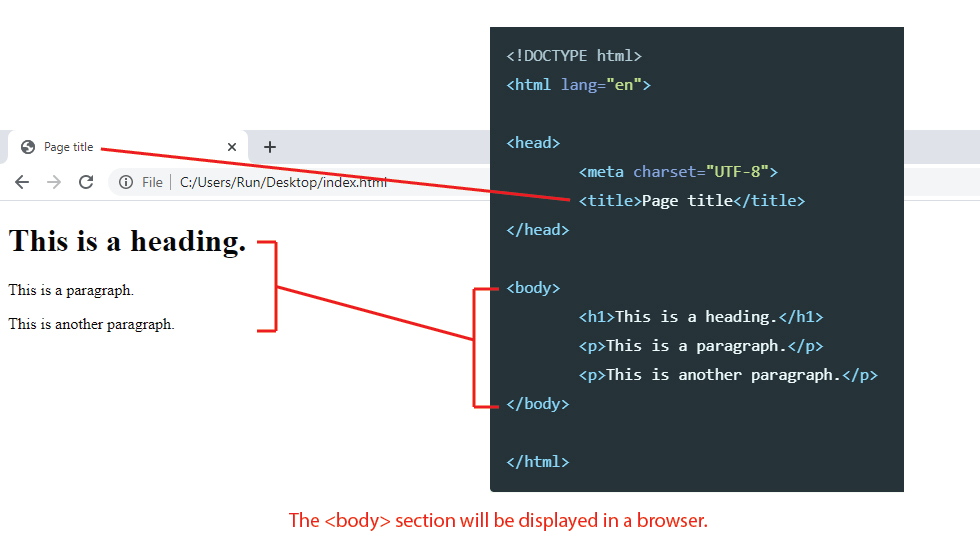 Page title
File
C:/Users/Run/Desktop/index.html
This is a heading.
This is a paragraph.
This is another paragraph.
<!DOCTYPE html>
<html lang="en">
<head>
<meta charset="UTF-8">
<title>Page title</title>
</head>
<body>
<h1>This is a heading.</h1>
<p>This is a paragraph.</p>
<p>This is another paragraph.</p>
</body>
</html>
The <body> section will be displayed in a browser.